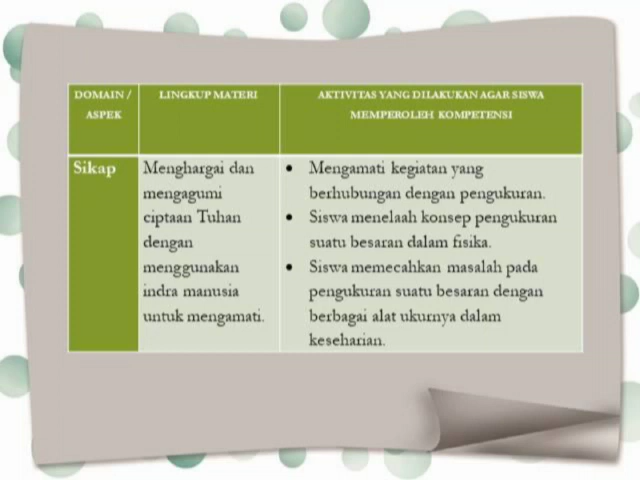 DOMAIN /
ASPEK
LINGKUP MATERI
AKTIVITAS YANG DILAKUKAN AGAR SISWA
MEMPEROLEH KOMPETENSI
Sikap
Menghargai dan
mengagumi
ciptaan Tuhan
dengan
menggunakan
indra manusia
untuk mengamati.
• Mengamati kegiatan yang
berhubungan dengan pengukuran.
• Siswa menelaah konsep pengukuran
suatu besaran dalam fisika.
• Siswa memecahkan masalah pada
pengukuran suatu besaran dengan
berbagai alat ukurnya dalam
keseharian.